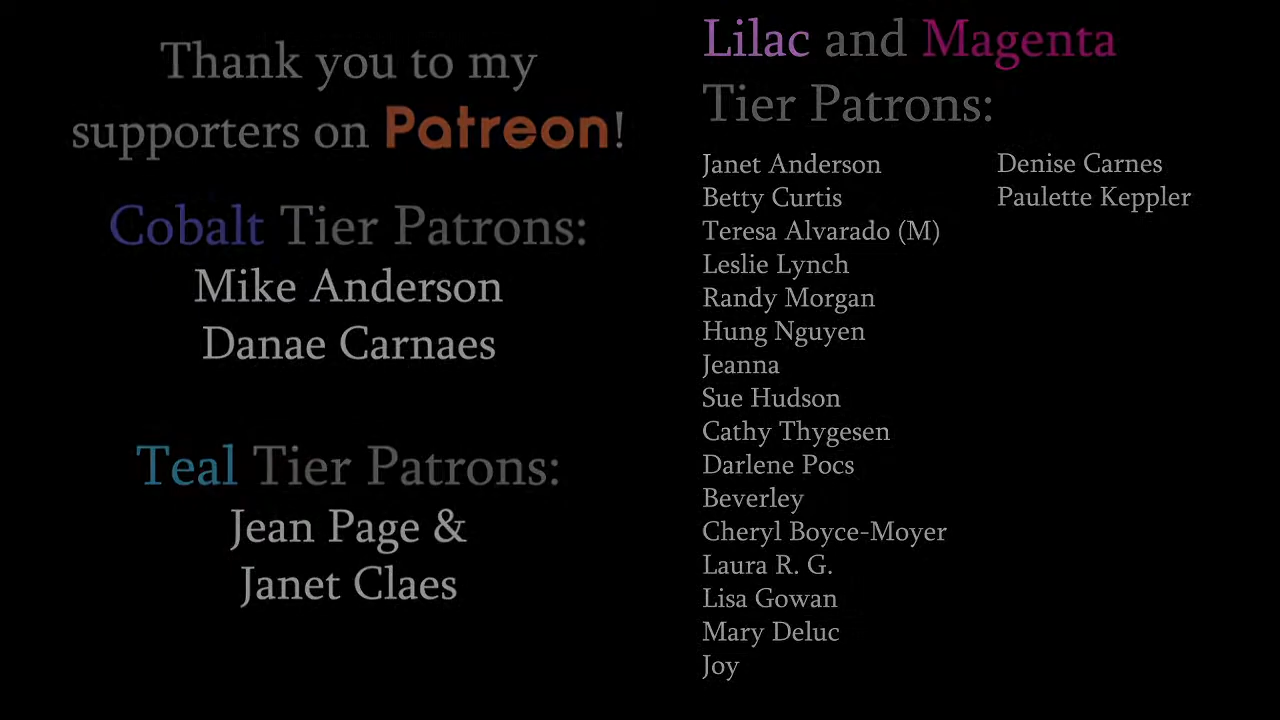 Thank you to my
supporters on Patreon!
Cobalt Tier Patrons:
Mike Anderson
Danae Carnaes
Teal Tier Patrons:
Jean Page &
Janet Claes
Lilac and Magenta
Tier Patrons:
Janet Anderson
Betty Curtis
Teresa Alvarado (M)
Leslie Lynch
Randy Morgan
Hung Nguyen
Jeanna
Sue Hudson
Cathy Thygesen
Darlene Pocs
Beverley
Cheryl Boyce-Moyer
Laura R. G.
Lisa Gowan
Mary Deluc
Joy
Denise Carnes
Paulette Keppler